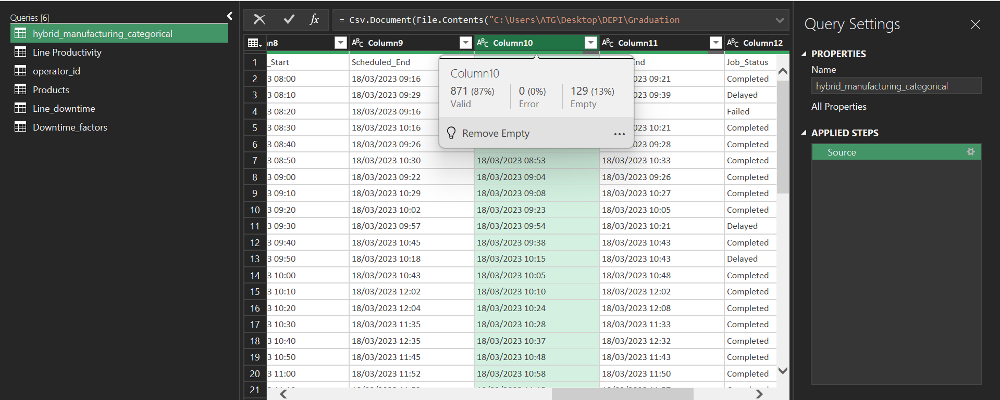 Queries [6]
hybrid_manufacturing_categorical
Line Productivity
operator_id
Products
Line_downtime
Downtime_factors
fx
= Csv.Document(File.Contents("C:\Users\ATG\Desktop\DEPI\Graduation
n8 ABC Column9 ABC Column10 ABC Column11 ABC Column12
1 _Start Scheduled_End End Job_Status
2 3 08:00 18/03/2023 09:16 023 09:21 Completed
3 3 08:10 18/03/2023 09:29 023 09:39 Delayed
4 3 08:20 18/03/2023 09:16 Failed
5 3 08:30 18/03/2023 10:16 023 10:21 Completed
6 3 08:40 18/03/2023 09:26 023 09:28 Completed
7 3 08:50 18/03/2023 10:30 18/03/2023 08:53 18/03/2023 10:33 Completed
8 3 09:00 18/03/2023 09:22 18/03/2023 09:04 18/03/2023 09:26 Completed
9 3 09:10 18/03/2023 10:29 18/03/2023 09:08 18/03/2023 10:27 Completed
10 3 09:20 18/03/2023 10:02 18/03/2023 09:23 18/03/2023 10:05 Completed
11 3 09:30 18/03/2023 09:57 18/03/2023 09:54 18/03/2023 10:21 Delayed
12 3 09:40 18/03/2023 10:45 18/03/2023 09:38 18/03/2023 10:43 Completed
13 3 09:50 18/03/2023 10:18 18/03/2023 10:15 18/03/2023 10:43 Delayed
14 3 10:00 18/03/2023 10:43 18/03/2023 10:05 18/03/2023 10:48 Completed
15 3 10:10 18/03/2023 12:02 18/03/2023 10:10 18/03/2023 12:02 Completed
16 3 10:20 18/03/2023 12:04 18/03/2023 10:24 18/03/2023 12:08 Completed
17 3 10:30 18/03/2023 11:35 18/03/2023 10:28 18/03/2023 11:33 Completed
18 3 10:40 18/03/2023 12:35 18/03/2023 10:37 18/03/2023 12:32 Completed
19 3 10:50 18/03/2023 11:45 18/03/2023 10:48 18/03/2023 11:43 Completed
20 3 11:00 18/03/2023 11:52 18/03/2023 10:58 18/03/2023 11:50 Completed
21
Column10
871 (87%) 0 (0%) 129 (13%)
Valid Error Empty
Remove Empty ...
Query Settings
PROPERTIES
Name
hybrid_manufacturing_categorical
All Properties
APPLIED STEPS
Source